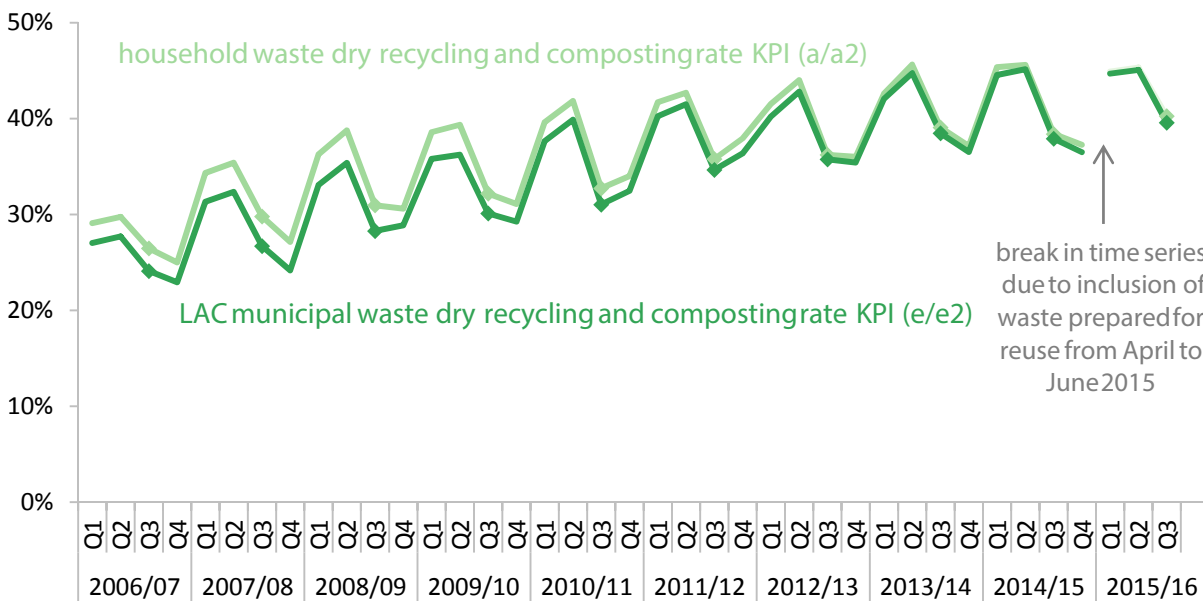 50%
household waste dry recycling and composting rate KPI (a/a2)
40%
30%
break in time series
due to inclusion of
waste prepared for
reuse from April to
June 2015
20%
LAC municipal waste dry recycling and composting rate KPI (e/e2)
10%
0%
Q1 Q2 Q3 Q4 Q1 Q2 Q3 Q4 Q1 Q2 Q3 Q4 Q1 Q2 Q3 Q4 Q1 Q2 Q3 Q4 Q1 Q2 Q3 Q4 Q1 Q2 Q3 Q4 Q1 Q2 Q3 Q4 Q1 Q2 Q3 Q4 Q1 Q2 Q3
2006/07 2007/08 2008/09 2009/10 2010/11 2011/12 2012/13 2013/14 2014/15 2015/16